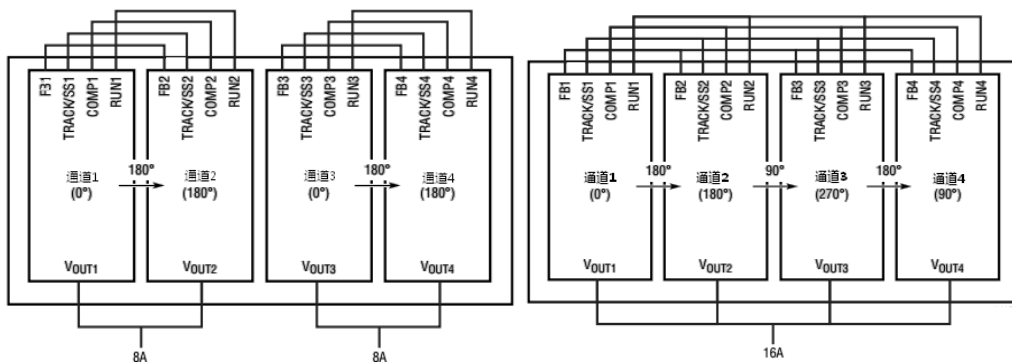 F31 TRACK/SS1 COMP1 RUN1
FB2 TRACK/SS2 COMP2 RUN2
FB3 TRACK/SS3 COMP3 RUN3
FB4 TRACK/SS4 COMP4 RUN4
通道1
(0°)
180°
通道2
(180°)
通道3
(0°)
180°
通道4
(180°)
VOUT1
VOUT2
VOUT3
VOUT4
8A
8A
FB1 TRACK/SS1 COMP1 RUN1
FB2 TRACK/SS2 COMP2 RUN2
FB3 TRACK/SS3 COMP3 RUN3
FB4 TRACK/SS4 COMP4 RUN4
通道1
(0°)
180°
通道2
(180°)
90°
通道3
(270°)
180°
通道4
(90°)
VOUT1
VOUT2
VOUT3
VOUT4
16A